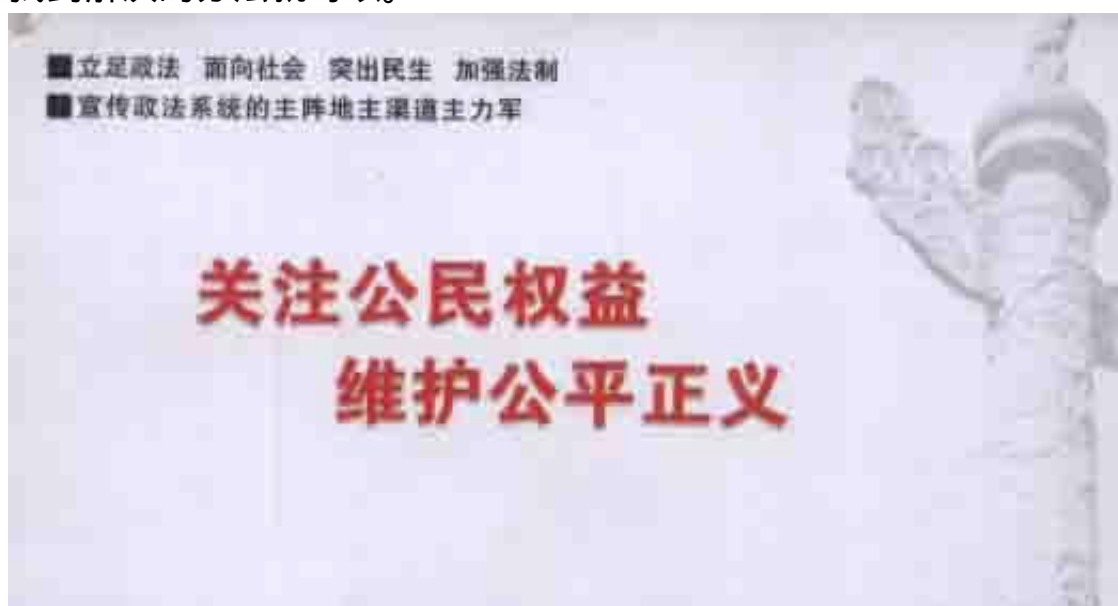 ■立足政法 面向社会 突出民生 加强法制
■宣传政法系统的主阵地主渠道主力军
关注公民权益
维护公平正义